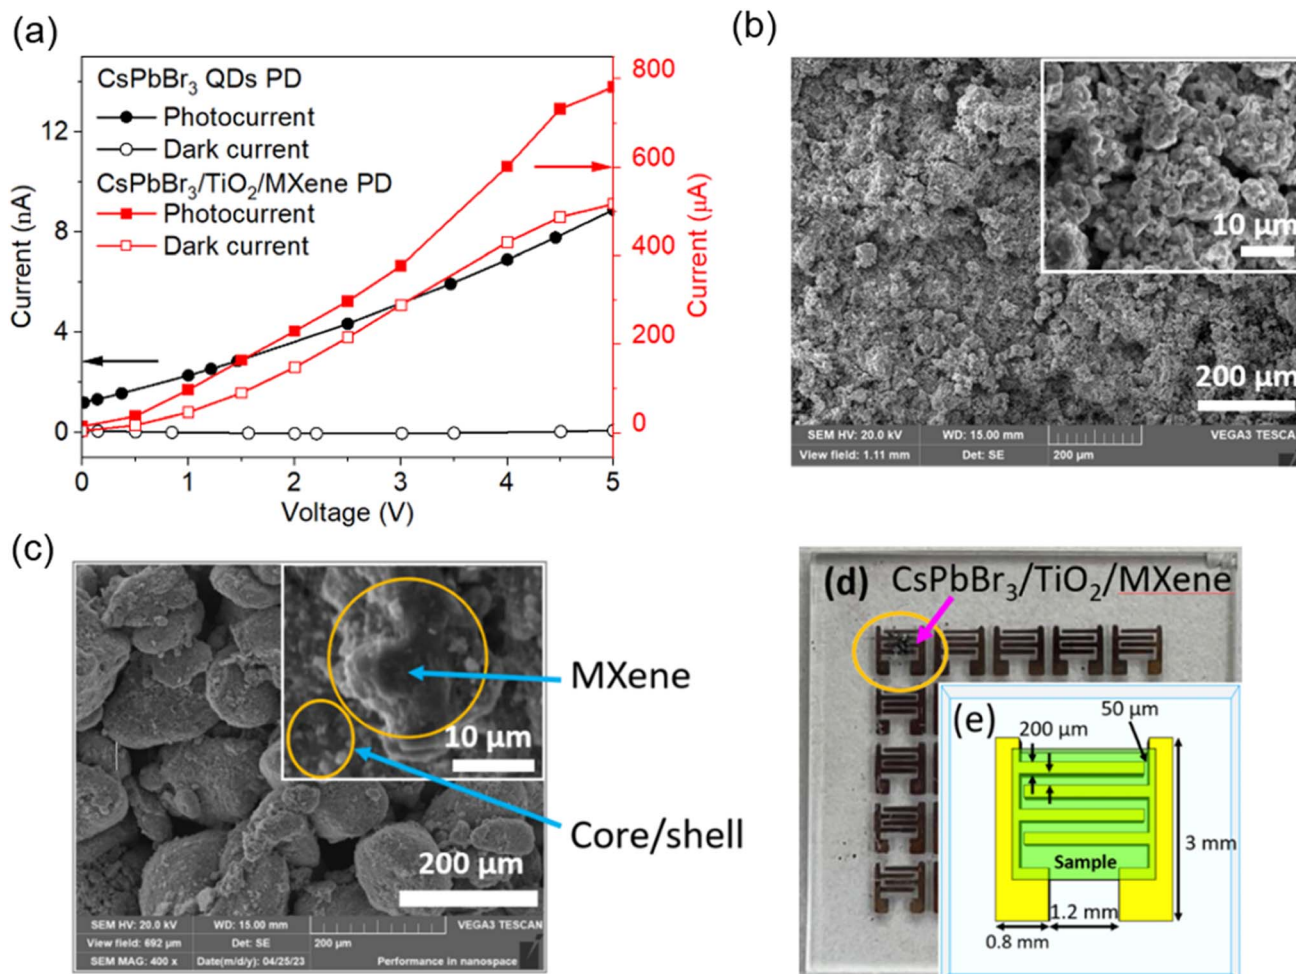 (a)
CsPbBr₃ QDs PD
Photocurrent
Dark current
CsPbBr₃/TiO₂/MXene PD
Photocurrent
Dark current
Current (nA)
12
8
4
0
0 1 2 3 4 5
Voltage (V)
800
600
400
200
0
Current (µA)
(b)
10 µm
200 µm
SEM HV: 20.0 kV WD: 15.00 mm VEGA3 TESCAN
View field: 1.11 mm Det: SE 200 µm
(c)
MXene
10 µm
Core/shell
200 µm
SEM HV: 20.0 kV WD: 15.00 mm VEGA3 TESCAN
View field: 692 µm Det: SE 200 µm
SEM MAG: 400 x Date(m/d/y): 04/25/23 Performance in nanospace
(d) CsPbBr₃/TiO₂/MXene
(e)
50 µm
200 µm
Sample
3 mm
1.2 mm
0.8 mm